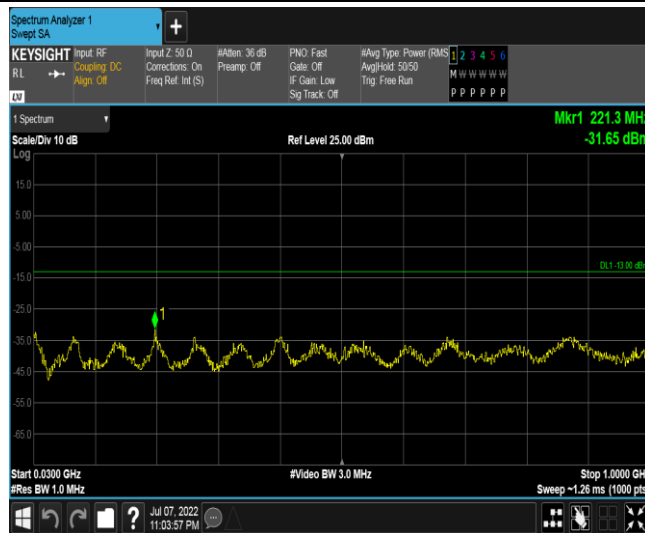 Spectrum Analyzer 1
Swept SA
+
KEYSIGHT
RL
Input: RF
Coupling: DC
Align: Off
Input Z: 50 Ω
Corrections: On
Freq Ref: Int (S)
#Atten: 36 dB
Preamp: Off
PNO: Fast
Gate: Off
IF Gain: Low
Sig Track: Off
#Avg Type: Power (RMS
Avg|Hold: 50/50
Trig: Free Run
1 2 3 4 5 6
M W W W W W
P P P P P P
1 Spectrum
Scale/Div 10 dB
Ref Level 25.00 dBm
Mkr1 221.3 MHz
-31.65 dBm
Log
15.0
5.00
-5.00
DL1 -13.00 dBm
-15.0
-25.0
1
-35.0
-45.0
-55.0
-65.0
Start 0.0300 GHz
#Res BW 1.0 MHz
#Video BW 3.0 MHz
Stop 1.0000 GH
Sweep ~1.26 ms (1000 pts
?
Jul 07, 2022
11:03:57 PM